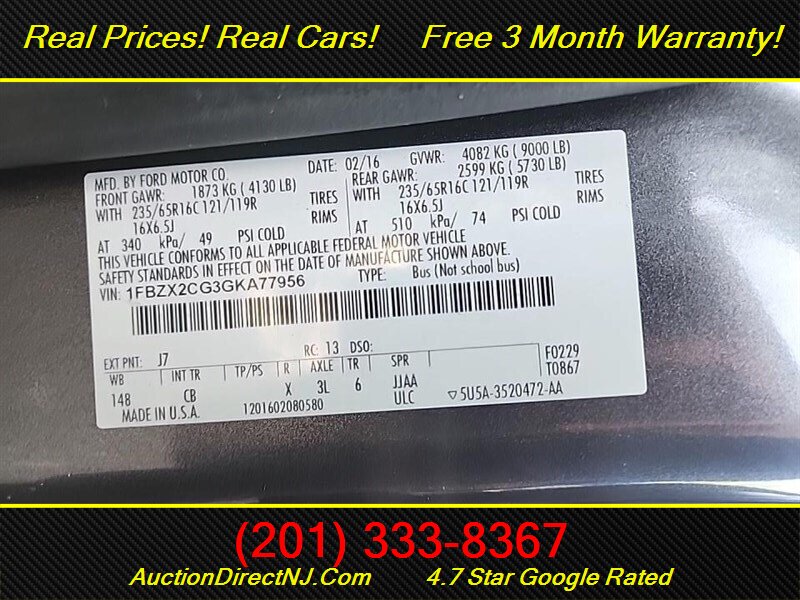 Real Prices! Real Cars! Free 3 Month Warranty!
MFD. BY FORD MOTOR CO. DATE: 02/16 GVWR: 4082 KG ( 9000 LB)
FRONT GAWR: 1873 KG ( 4130 LB) REAR GAWR: 2599 KG ( 5730 LB)
WITH 235/65R16C 121/119R TIRES WITH 235/65R16C 121/119R TIRES
16X6.5J RIMS 16X6.5J RIMS
AT 340 kPa/ 49 PSI COLD AT 510 kPa/ 74 PSI COLD
THIS VEHICLE CONFORMS TO ALL APPLICABLE FEDERAL MOTOR VEHICLE
SAFETY STANDARDS IN EFFECT ON THE DATE OF MANUFACTURE SHOWN ABOVE.
VIN: 1FBZX2CG3GKA77956 TYPE: Bus (Not school bus)
EXT PNT: J7 RC: 13 DSO: F0229
WB INT TR TP/PS R AXLE TR SPR T0867
148 CB X 3L 6 JJAA
ULC ▽5U5A-3520472-AA
MADE IN U.S.A. 1201602080580
(201) 333-8367
AuctionDirectNJ.Com 4.7 Star Google Rated